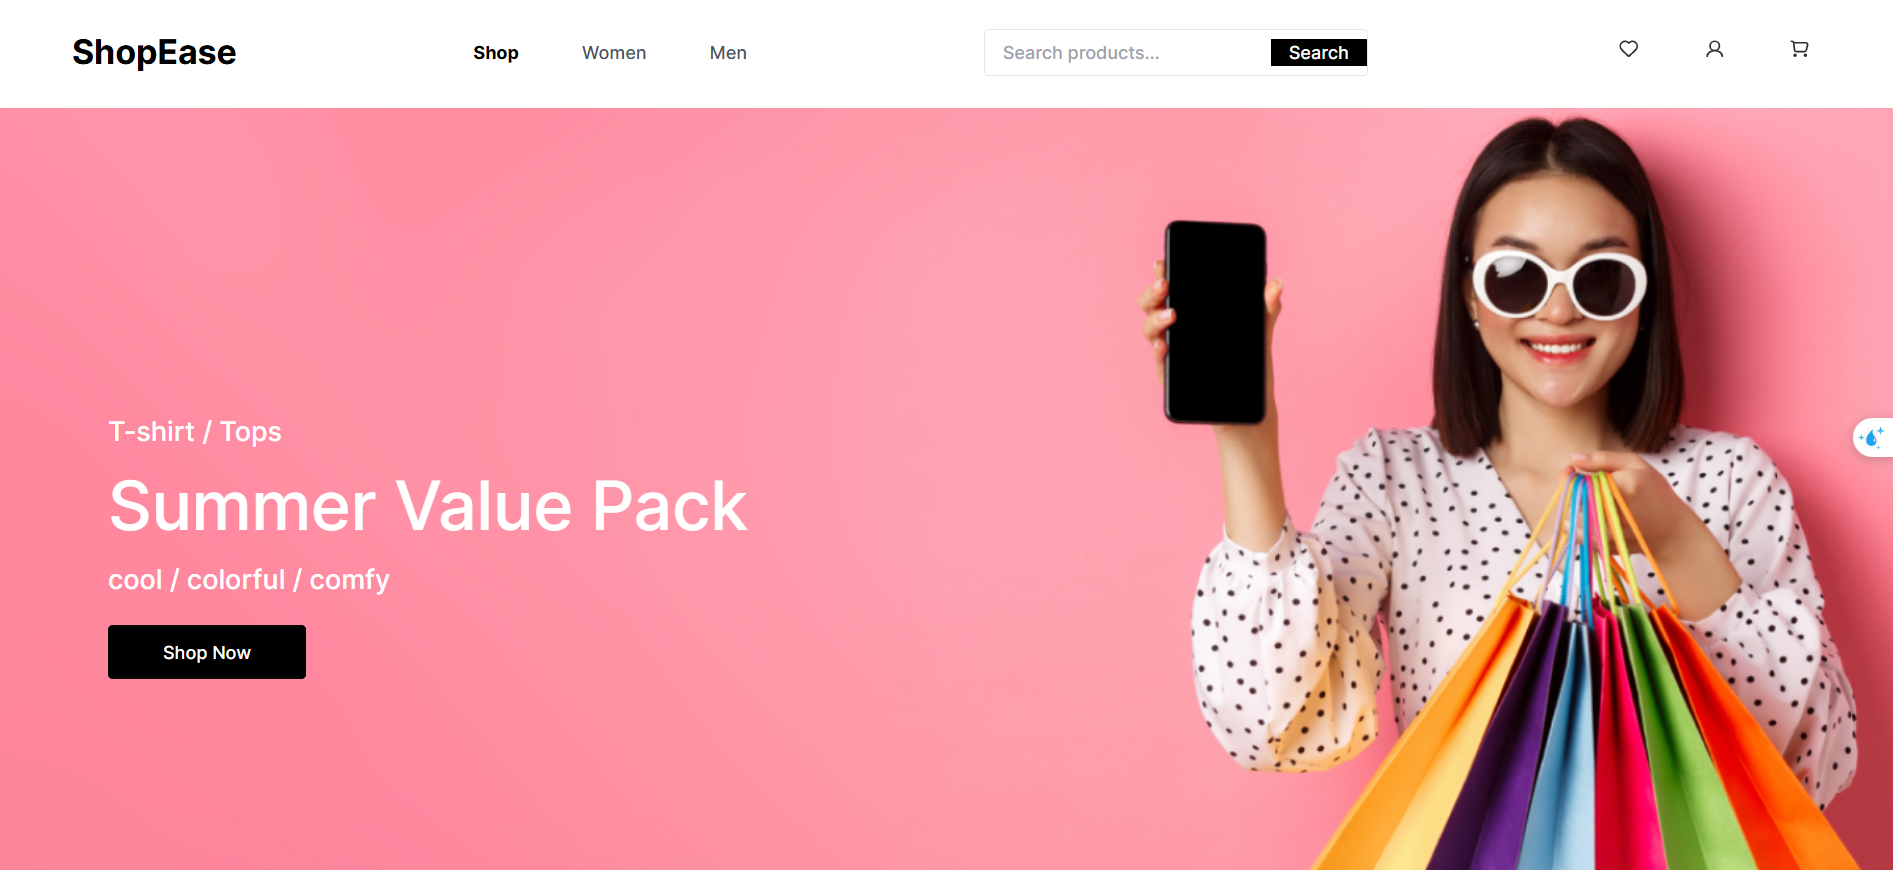 ShopEase
Shop Women Men
Search products... Search
T-shirt / Tops
Summer Value Pack
cool / colorful / comfy
Shop Now